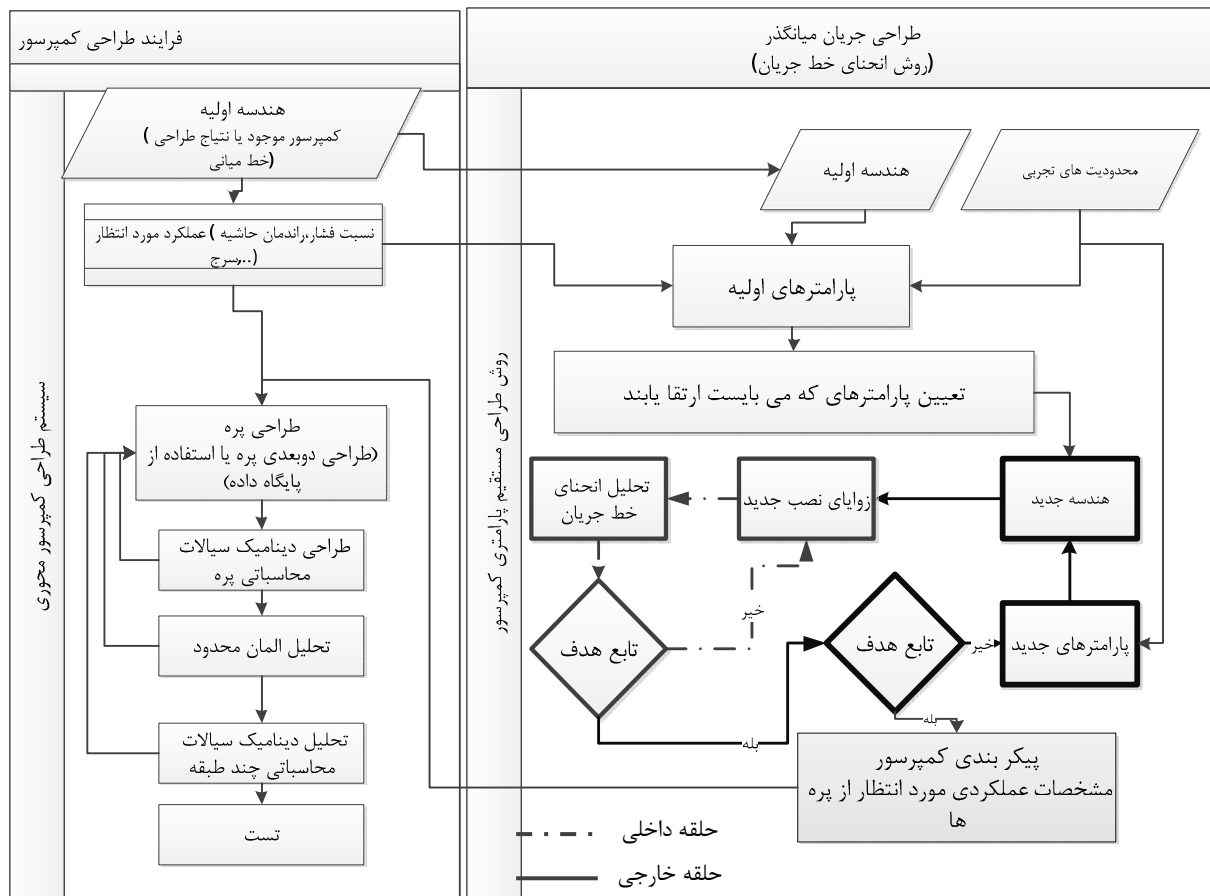 فرایند طراحی کمپرسور
سیستم طراحی کمپرسور محوری
هندسه اولیه
کمپرسور موجود یا نتیاج طراحی )
خط میانی(
نسبت فشار،راندمان حاشیه ) عملکرد مورد انتظار
سرج,..(
طراحی پره
(طراحی دوبعدی پره یا استفاده از
پایگاه داده)
طراحی دینامیک سیالات
محاسباتی پره
تحلیل المان محدود
تحلیل دینامیک سیالات
محاسباتی چند طبقه
تست
طراحی جریان میانگذر
(روش انحنای خط جریان)
روش طراحی مستقیم پارامتری کمپرسور
هندسه اولیه
محدودیت های تجربی
پارامترهای اولیه
تعیین پارامترهای که می بایست ارتقا یابند
هندسه جدید
زوایای نصب جدید
تحلیل انحنای
خط جریان
تابع هدف
خیر
بله
تابع هدف
خیر
پارامترهای جدید
بله
پیکر بندی کمپرسور
مشخصات عملکردی مورد انتظار از پره
ها
حلقه داخلی
حلقه خارجی